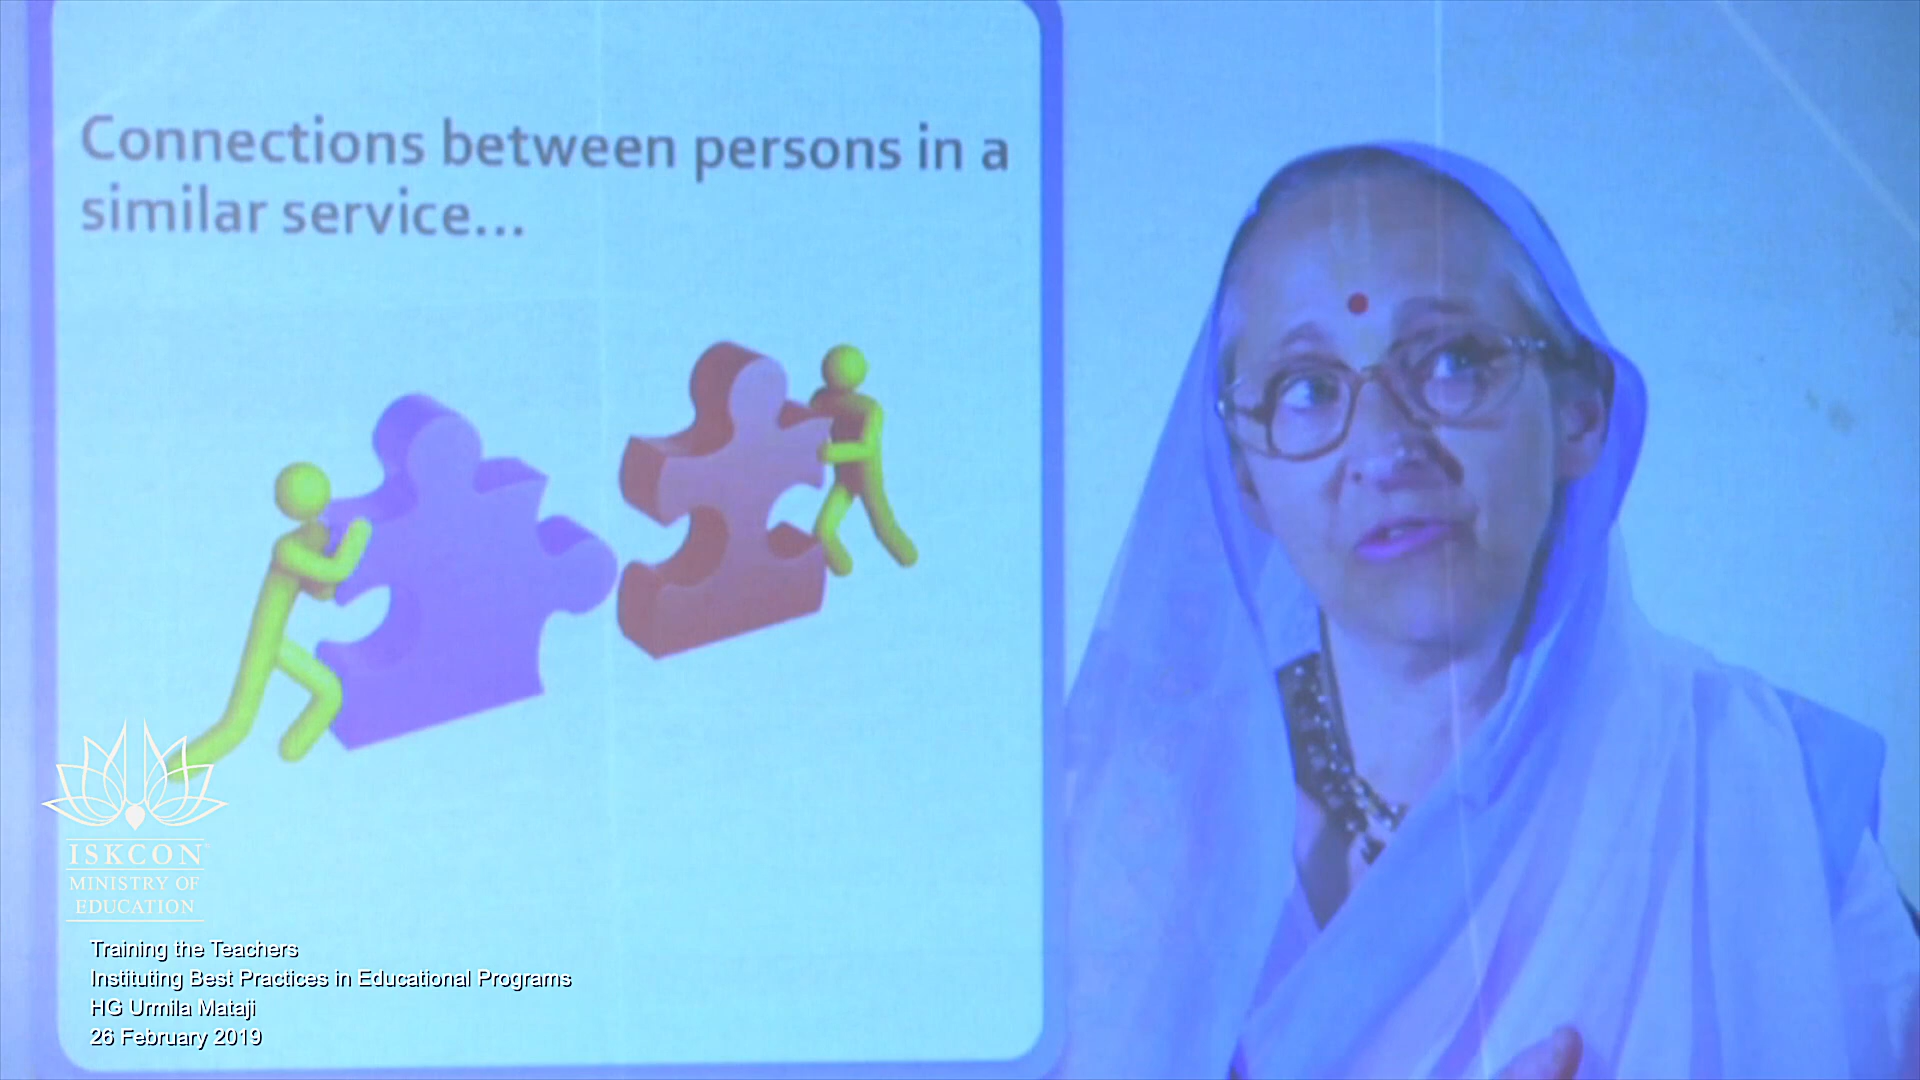 Connections between persons in a
similar service...
ISKCON
MINISTRY OF
EDUCATION
Training the Teachers
Instituting Best Practices in Educational Programs
HG Urmila Mataji
26 February 2019